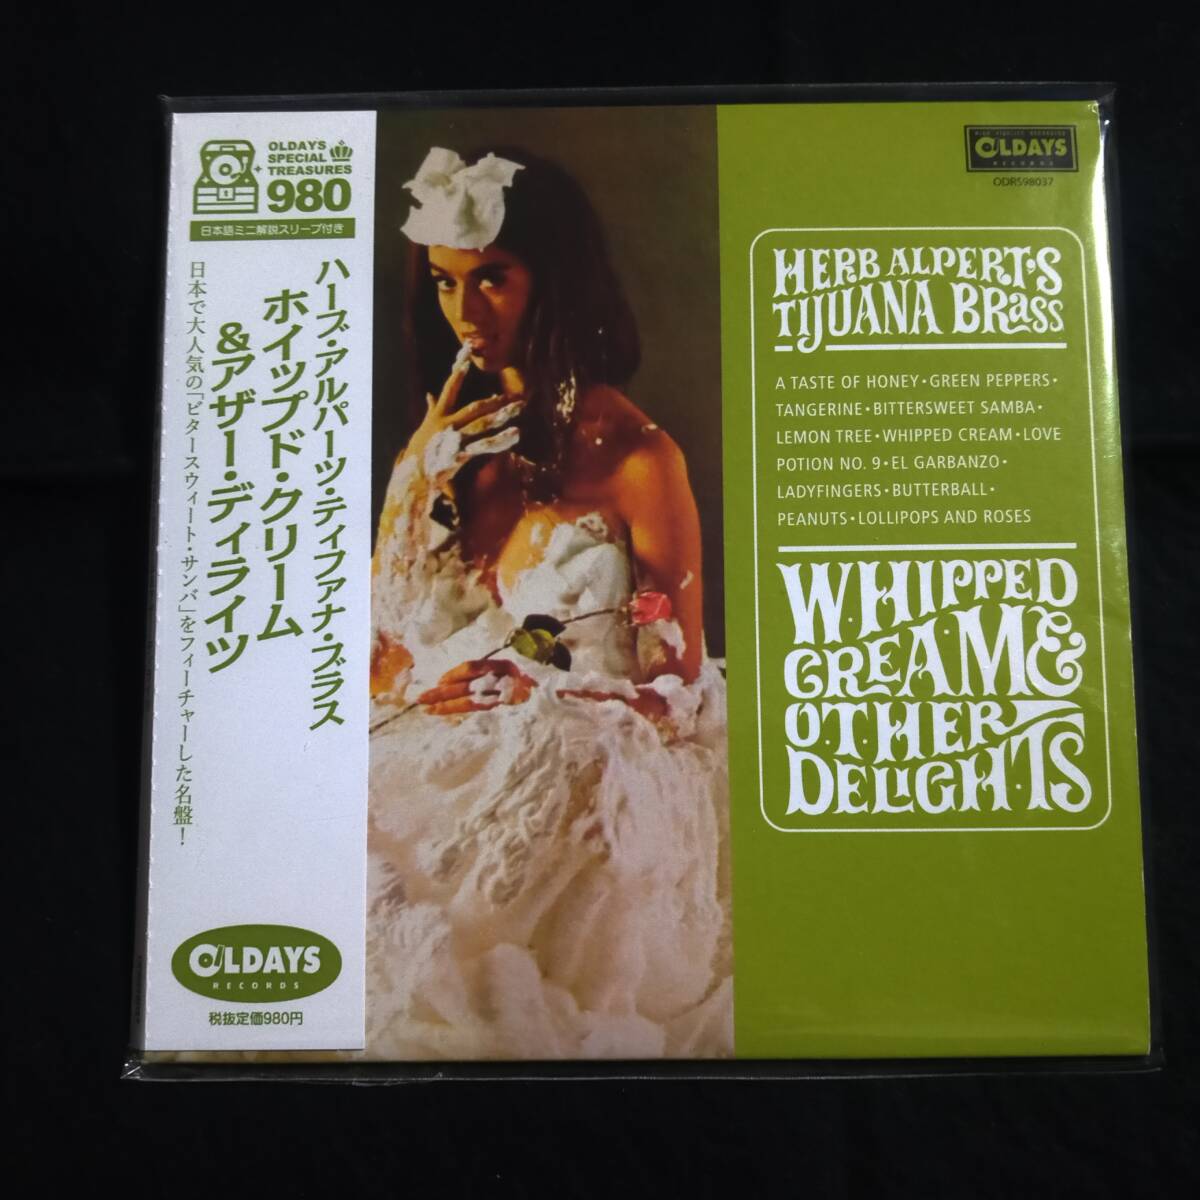 OLDAYS
SPECIAL
TREASURES
980
日本語ミニ解説スリーブ付き
ハーブ・アルパーツ・ティファナ・ブラス
ホイップド・クリーム
&アザー・ディライツ
日本で大人気の「ビタースウィート・サンバ」をフィーチャーした名盤！
OLDAYS
RECORDS
税抜定価980円
HIGH FIDELITY RECORDING
OLDAYS
RECORDS
ODRS98037
HERB ALPERT'S
TIJUANA BRASS
A TASTE OF HONEY • GREEN PEPPERS •
TANGERINE • BITTERSWEET SAMBA •
LEMON TREE • WHIPPED CREAM • LOVE
POTION NO. 9 • EL GARBANZO •
LADYFINGERS • BUTTERBALL •
PEANUTS • LOLLIPOPS AND ROSES
WHIPPED
CREAM &
OTHER
DELIGHTS